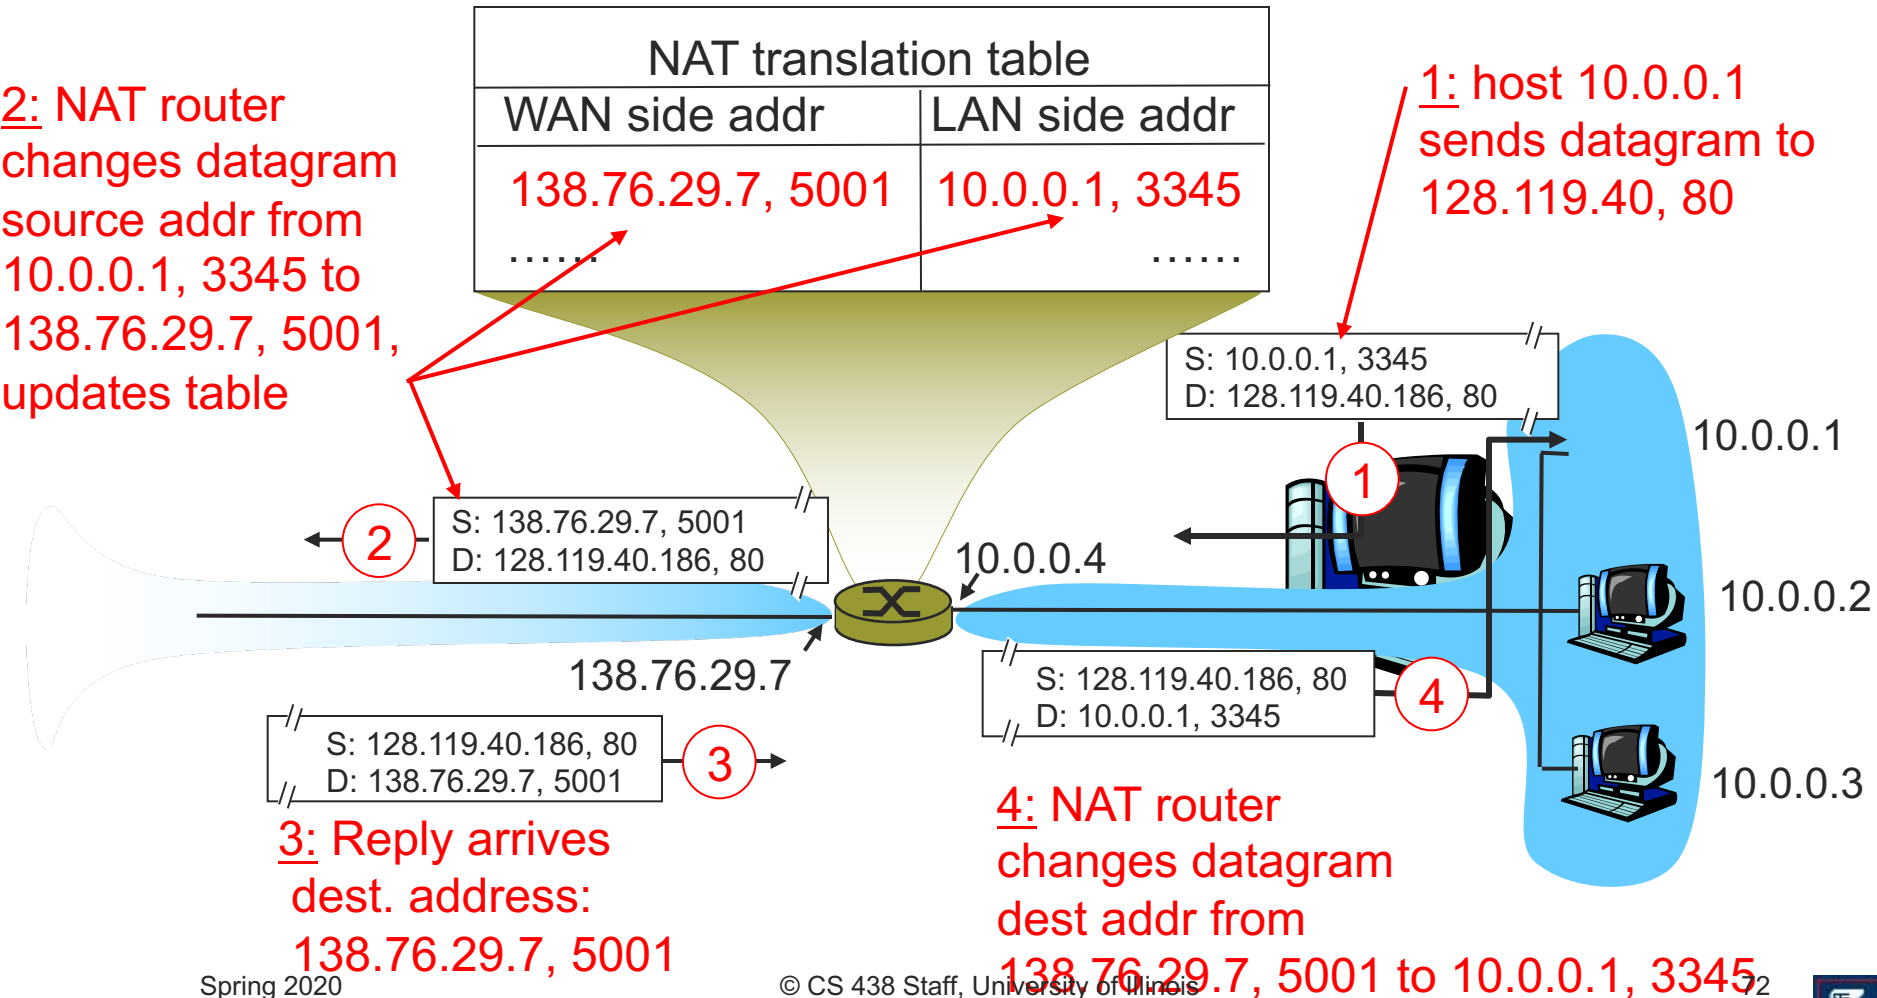 NAT translation table
WAN side addr LAN side addr
138.76.29.7, 5001 10.0.0.1, 3345
...... ......
2: NAT router
changes datagram
source addr from
10.0.0.1, 3345 to
138.76.29.7, 5001,
updates table
1: host 10.0.0.1
sends datagram to
128.119.40, 80
S: 10.0.0.1, 3345
D: 128.119.40.186, 80
1
10.0.0.1
S: 138.76.29.7, 5001
D: 128.119.40.186, 80
2
10.0.0.4
10.0.0.2
138.76.29.7
S: 128.119.40.186, 80
D: 10.0.0.1, 3345
4
S: 128.119.40.186, 80
D: 138.76.29.7, 5001
3
10.0.0.3
3: Reply arrives
dest. address:
138.76.29.7, 5001
4: NAT router
changes datagram
dest addr from
138.76.29.7, 5001 to 10.0.0.1, 3345
Spring 2020
© CS 438 Staff, University of Illinois
72